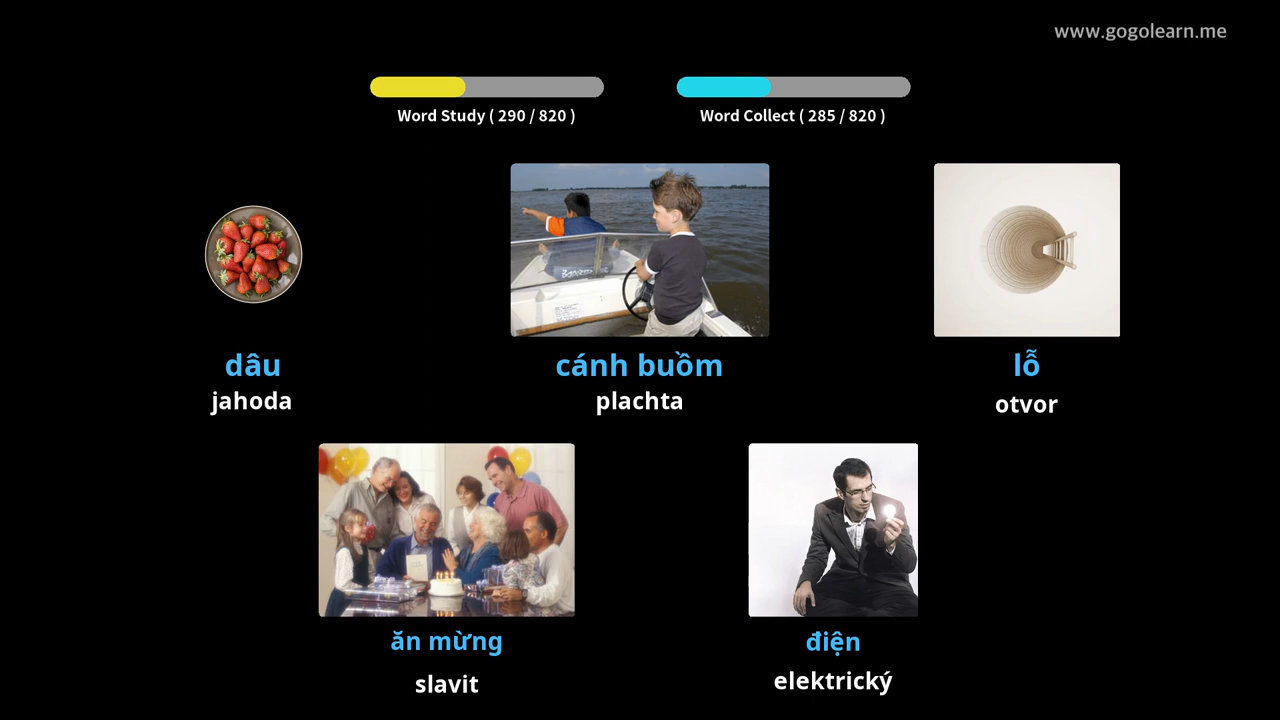 www.gogolearn.me
Word Study ( 290 / 820 )
Word Collect ( 285 / 820 )
dâu
jahoda
cánh buồm
plachta
lỗ
otvor
ăn mừng
slavit
điện
elektrický